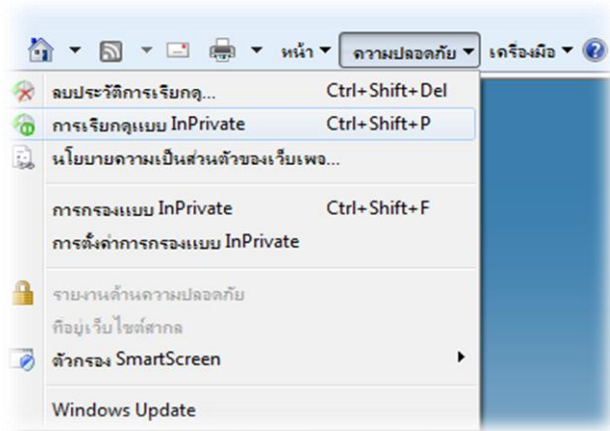 หน้า ความปลอดภัย เครื่องมือ
ลบประวัติการเรียกดู... Ctrl+Shift+Del
การเรียกดูแบบ InPrivate Ctrl+Shift+P
นโยบายความเป็นส่วนตัวของเว็บเพจ...
การกรองแบบ InPrivate Ctrl+Shift+F
การตั้งค่าการกรองแบบ InPrivate
รายงานด้านความปลอดภัย
ที่อยู่เว็บไซต์สากล
ตัวกรอง SmartScreen
Windows Update